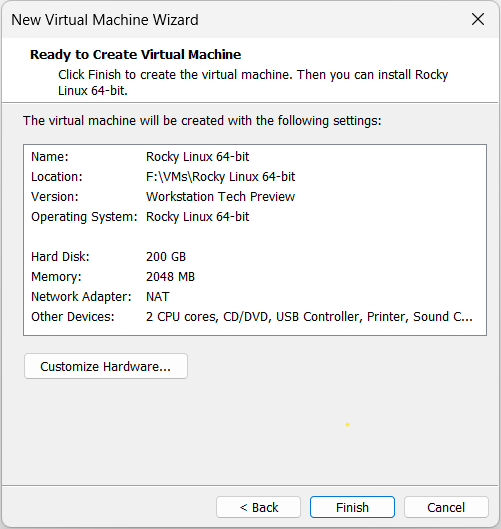 New Virtual Machine Wizard
Ready to Create Virtual Machine
Click Finish to create the virtual machine. Then you can install Rocky
Linux 64-bit.
The virtual machine will be created with the following settings:
Name: Rocky Linux 64-bit
Location: F:\VMs\Rocky Linux 64-bit
Version: Workstation Tech Preview
Operating System: Rocky Linux 64-bit
Hard Disk: 200 GB
Memory: 2048 MB
Network Adapter: NAT
Other Devices: 2 CPU cores, CD/DVD, USB Controller, Printer, Sound C...
Customize Hardware...
< Back Finish Cancel